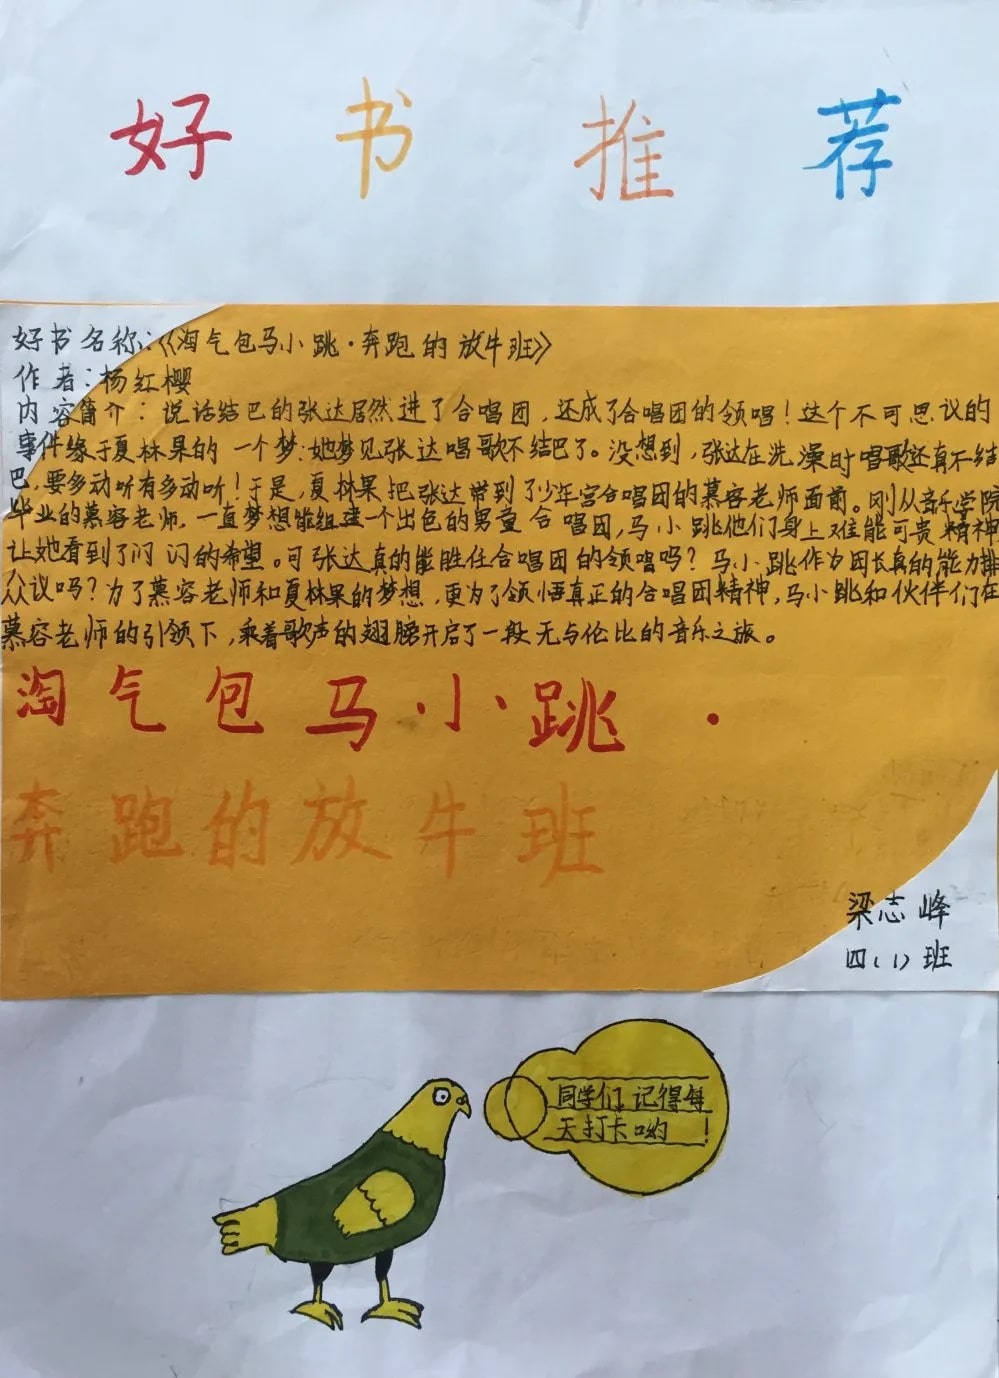 好书推荐
好书名称:《淘气包马小跳·奔跑的放牛班》
作者:杨红樱
内容简介:说话结巴的张达居然进了合唱团,还成了合唱团的领唱!这个不可思议的
事件缘于夏林果的一个梦:她梦见张达唱歌不结巴了。没想到,张达在洗澡时唱歌还真不结
巴,要多动听有多动听!于是,夏林果把张达带到了少年宫合唱团的慕容老师面前。刚从音乐学院
毕业的慕容老师,一直梦想能组建一个出色的男童合唱团,马小跳他们身上难能可贵精神
让她看到了闪闪的希望。可张达真的能胜任合唱团的领唱吗?马小跳作为团长真的能力排
众议吗?为了慕容老师和夏林果的梦想,更为了领悟真正的合唱团精神,马小跳和伙伴们在
慕容老师的引领下,乘着歌声的翅膀开启了一段无与伦比的音乐之旅。
淘气包马小跳·
奔跑的放牛班
梁志峰
四(1)班
同学们记得每
天打卡哟!